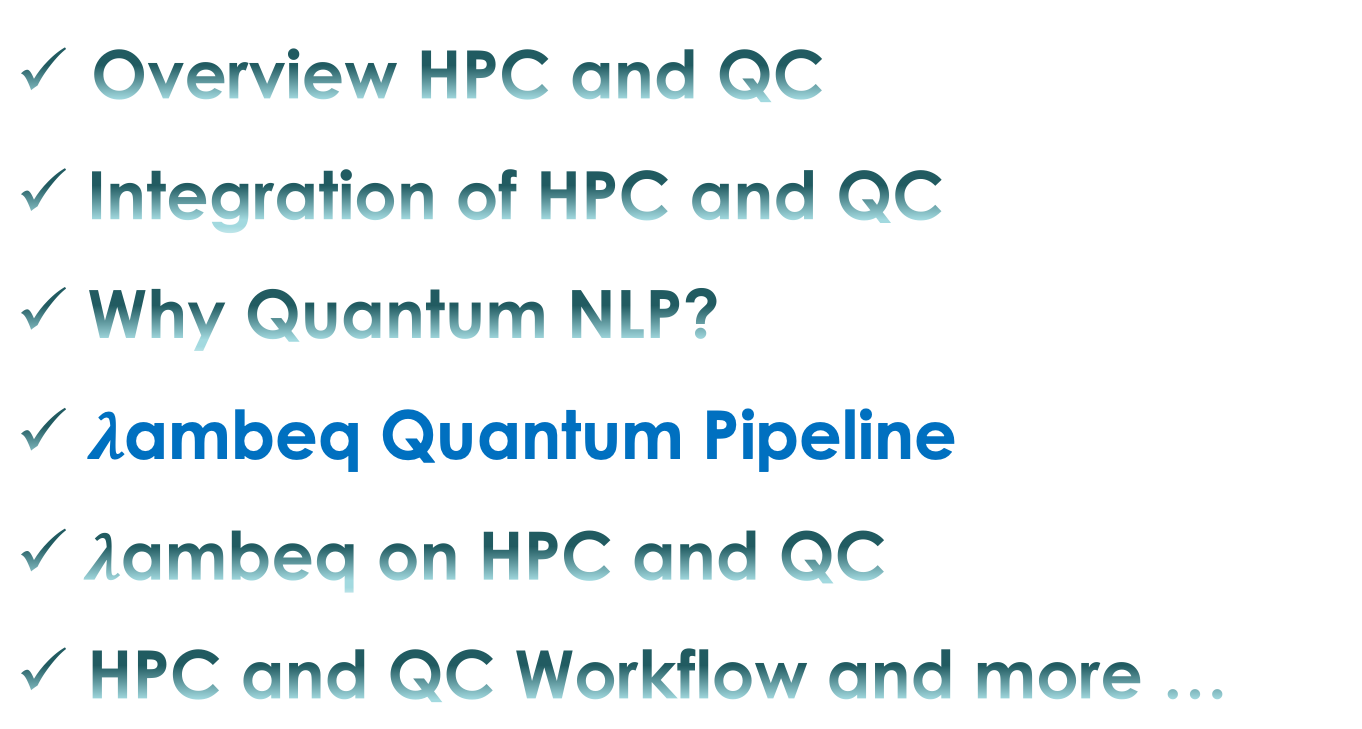 ✓ Overview HPC and QC
✓ Integration of HPC and QC
✓ Why Quantum NLP?
✓ λambeq Quantum Pipeline
✓ λambeq on HPC and QC
✓ HPC and QC Workflow and more …